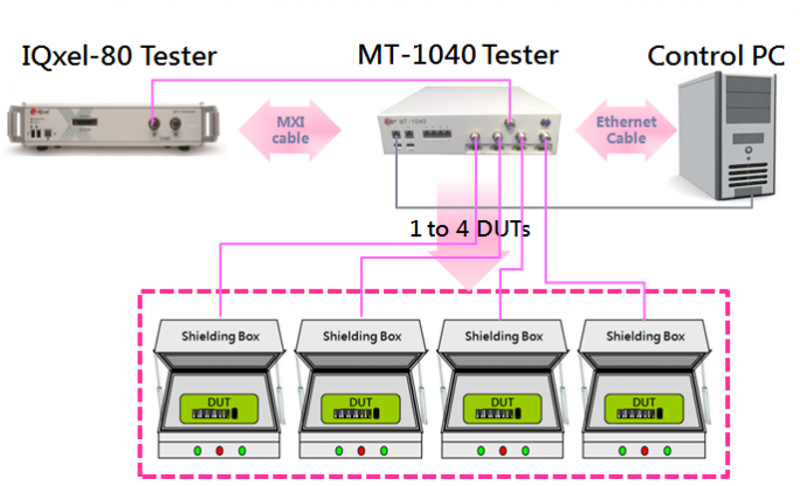 IQxel-80 Tester
MT-1040 Tester
Control PC
IQxel
MT-1040
MXI
cable
Ethernet
Cable
1 to 4 DUTs
Shielding Box
Shielding Box
Shielding Box
Shielding Box
DUT
DUT
DUT
DUT